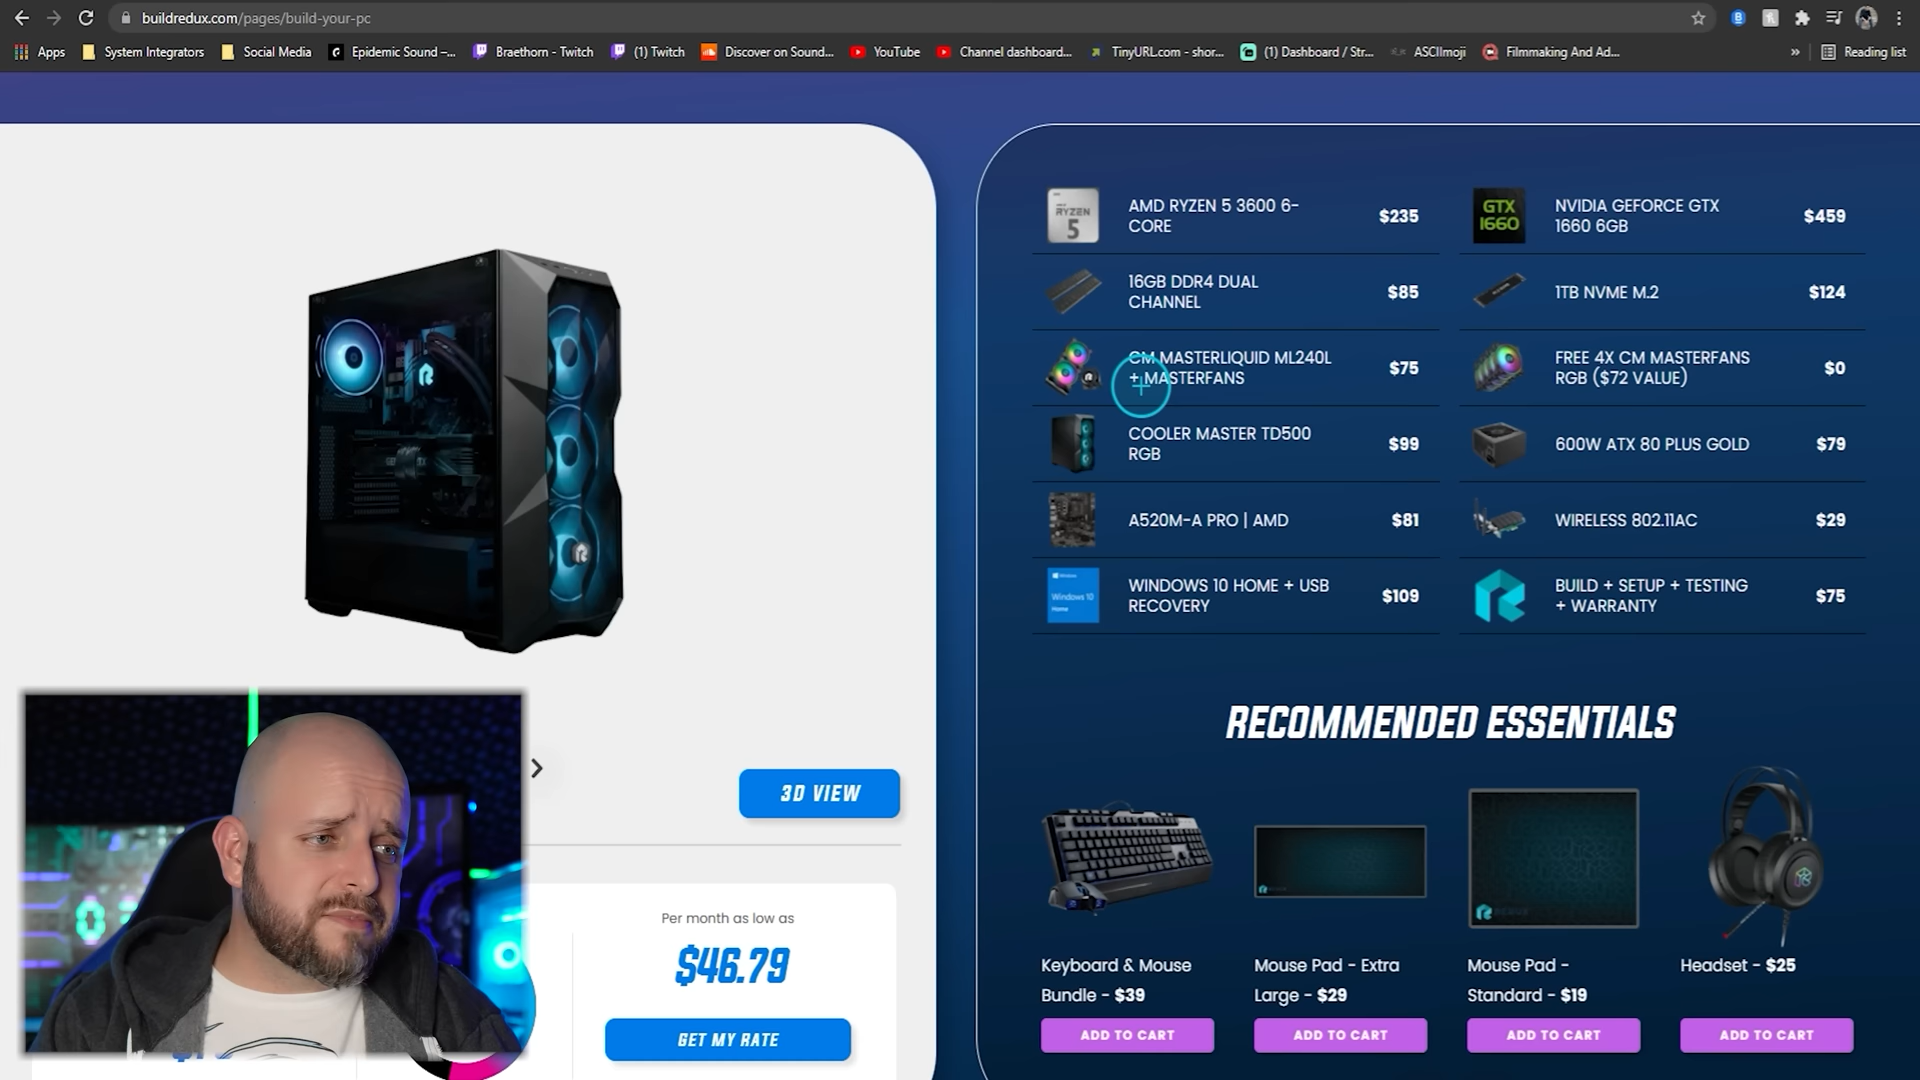 buildredux.com/pages/build-your-pc
Apps
System Integrators
Social Media
Epidemic Sound –...
Braethorn - Twitch
(1) Twitch
Discover on Sound...
YouTube
Channel dashboard...
TinyURL.com - shor...
(1) Dashboard / Str...
ASCIImoji
Filmmaking And Ad...
»
Reading list
RYZEN
5
AMD RYZEN 5 3600 6-
CORE
$235
GTX
1660
NVIDIA GEFORCE GTX
1660 6GB
$459
16GB DDR4 DUAL
CHANNEL
$85
1TB NVME M.2
$124
CM MASTERLIQUID ML240L
+ MASTERFANS
$75
FREE 4X CM MASTERFANS
RGB ($72 VALUE)
$0
COOLER MASTER TD500
RGB
$99
600W ATX 80 PLUS GOLD
$79
A520M-A PRO | AMD
$81
WIRELESS 802.11AC
$29
Windows 10
Home
WINDOWS 10 HOME + USB
RECOVERY
$109
BUILD + SETUP + TESTING
+ WARRANTY
$75
RECOMMENDED ESSENTIALS
3D VIEW
Per month as low as
$46.79
GET MY RATE
Keyboard & Mouse
Bundle - $39
ADD TO CART
Mouse Pad - Extra
Large - $29
ADD TO CART
Mouse Pad -
Standard - $19
ADD TO CART
Headset - $25
ADD TO CART